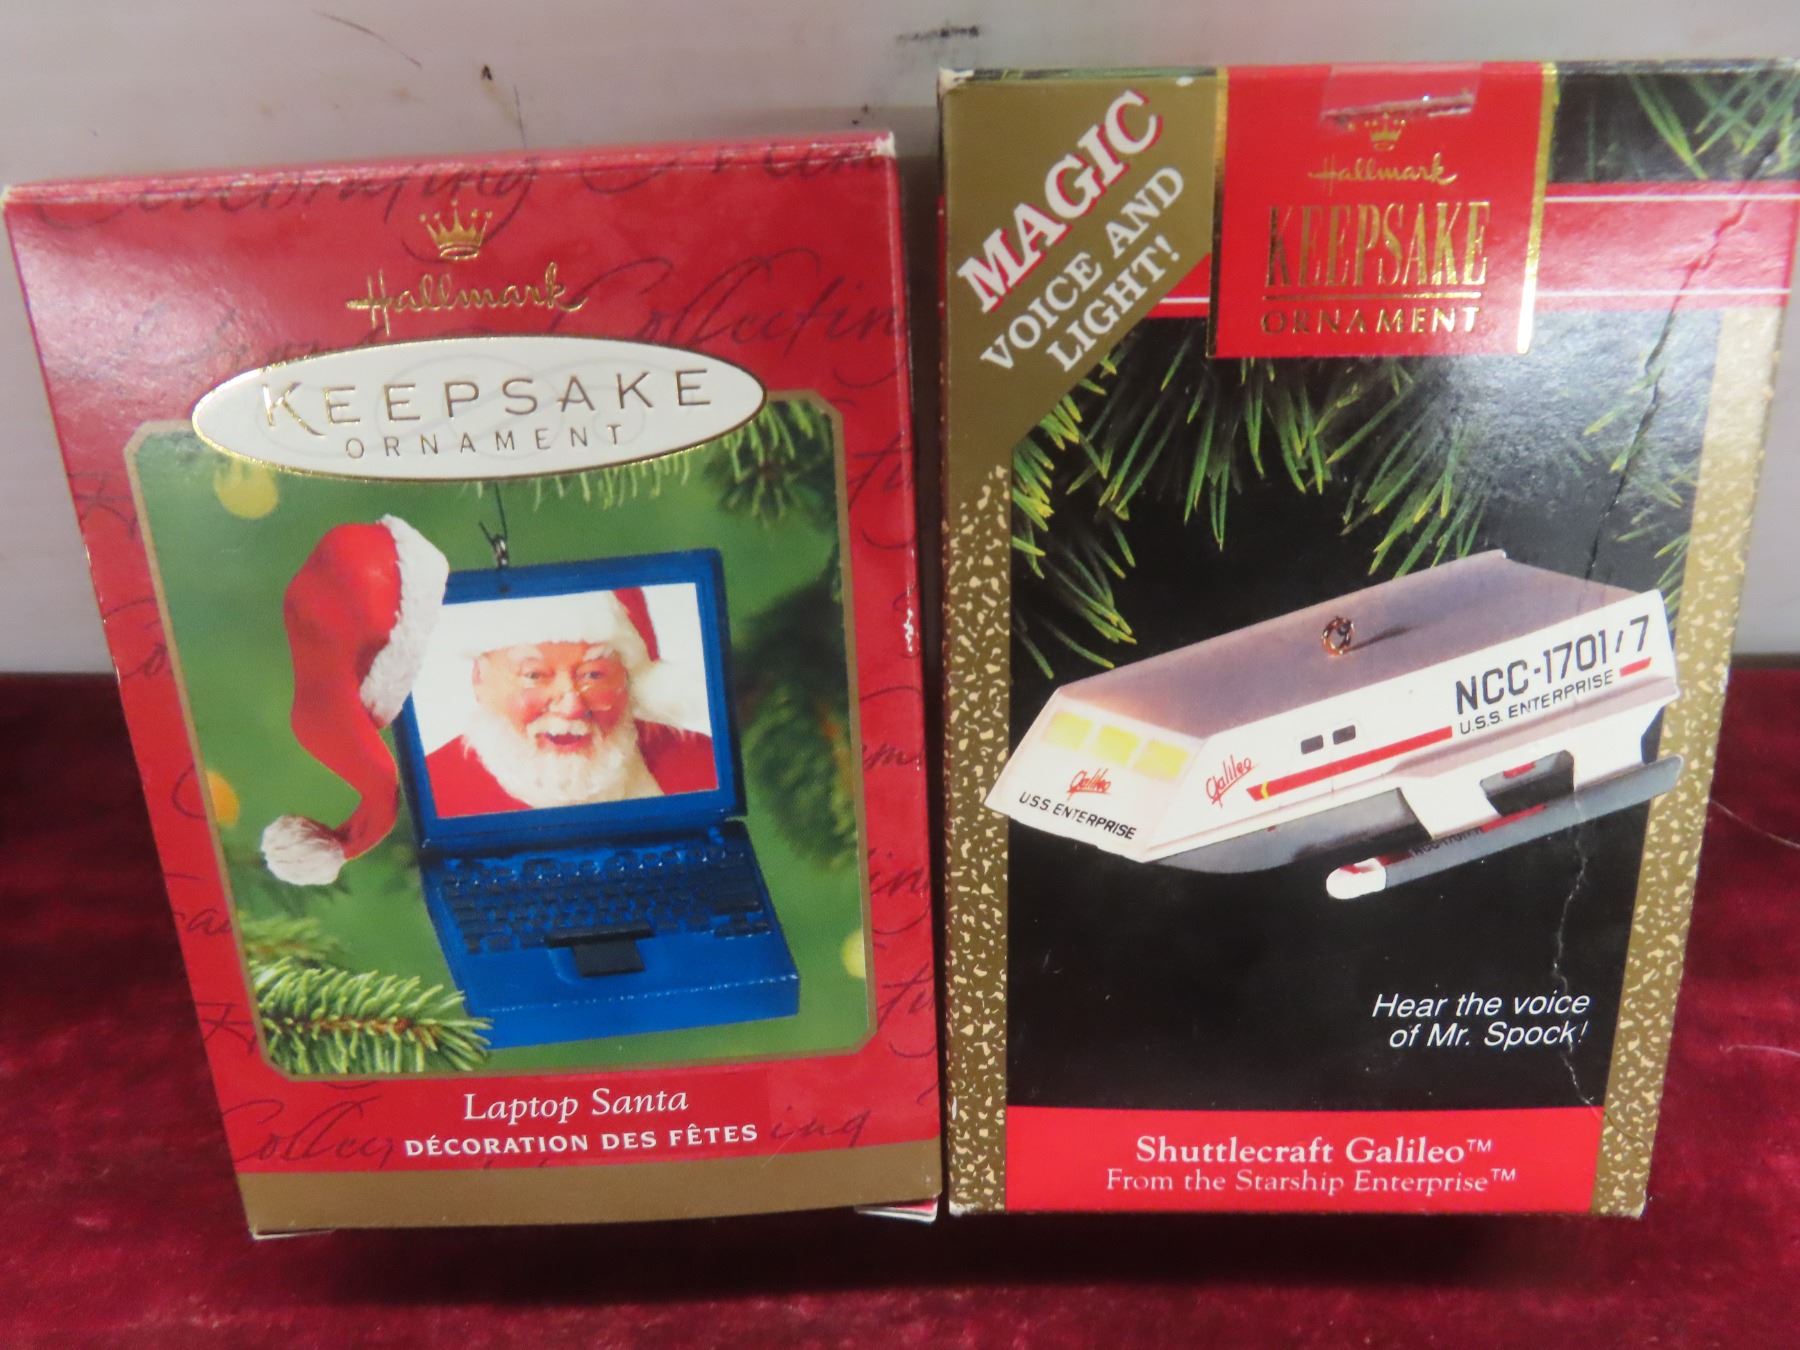 Hallmark
KEEPSAKE
ORNAMENT
Laptop Santa
DÉCORATION DES FÊTES
MAGIC
VOICE AND
LIGHT!
Hallmark
KEEPSAKE
ORNAMENT
NCC-1701/7
U.S.S. ENTERPRISE
Galileo
Galileo
U.S.S. ENTERPRISE
Hear the voice
of Mr. Spock!
Shuttlecraft Galileo™
From the Starship Enterprise™